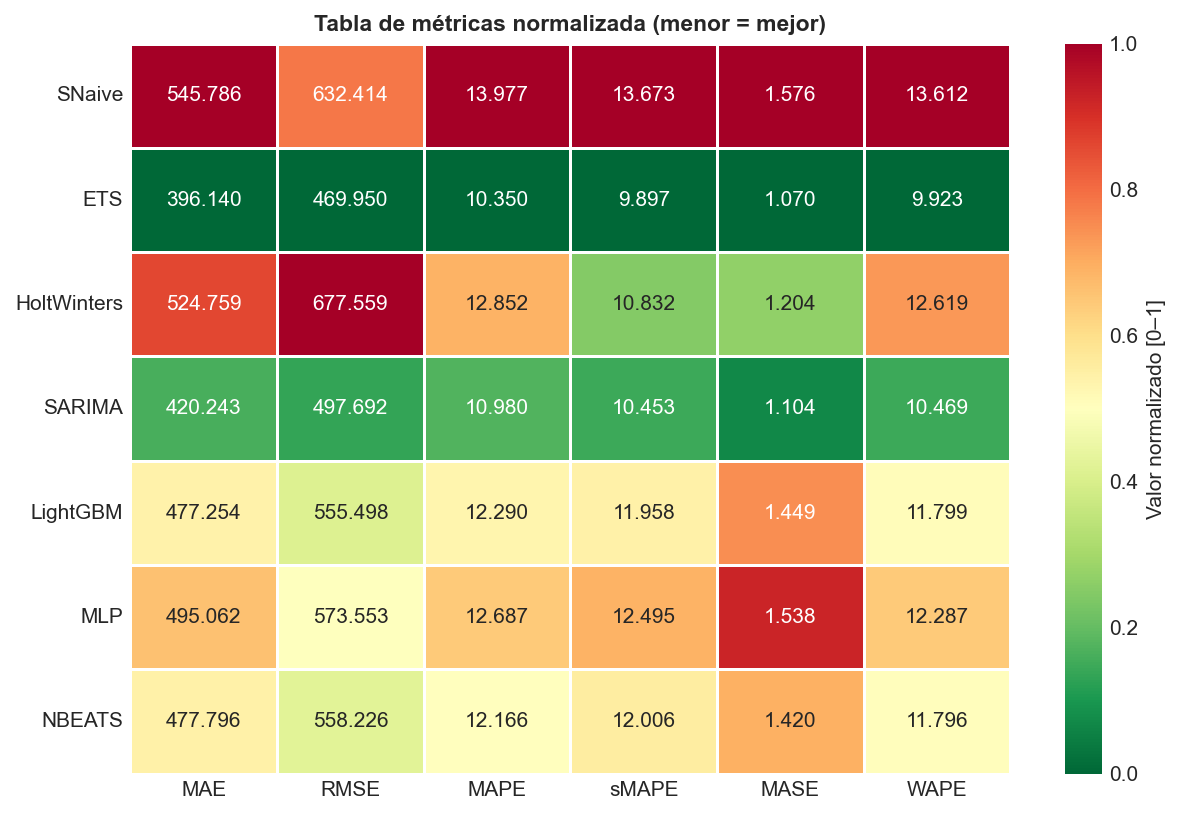 Tabla de métricas normalizada (menor = mejor)
SNaive 545.786 632.414 13.977 13.673 1.576 13.612
ETS 396.140 469.950 10.350 9.897 1.070 9.923
HoltWinters 524.759 677.559 12.852 10.832 1.204 12.619
SARIMA 420.243 497.692 10.980 10.453 1.104 10.469
LightGBM 477.254 555.498 12.290 11.958 1.449 11.799
MLP 495.062 573.553 12.687 12.495 1.538 12.287
NBEATS 477.796 558.226 12.166 12.006 1.420 11.796
MAE RMSE MAPE sMAPE MASE WAPE
1.0
0.8
0.6
0.4
0.2
0.0
Valor normalizado [0–1]